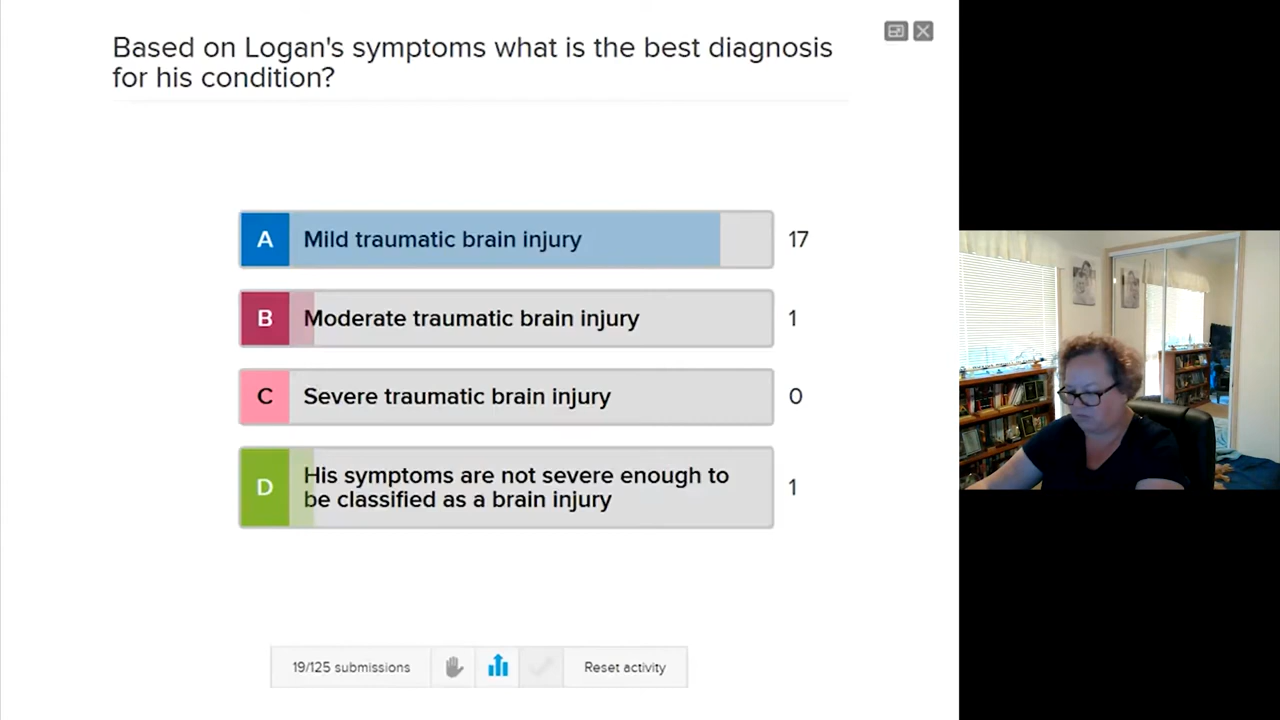 Based on Logan's symptoms what is the best diagnosis
for his condition?
A Mild traumatic brain injury 17
B Moderate traumatic brain injury 1
C Severe traumatic brain injury 0
D His symptoms are not severe enough to
be classified as a brain injury 1
19/125 submissions Reset activity